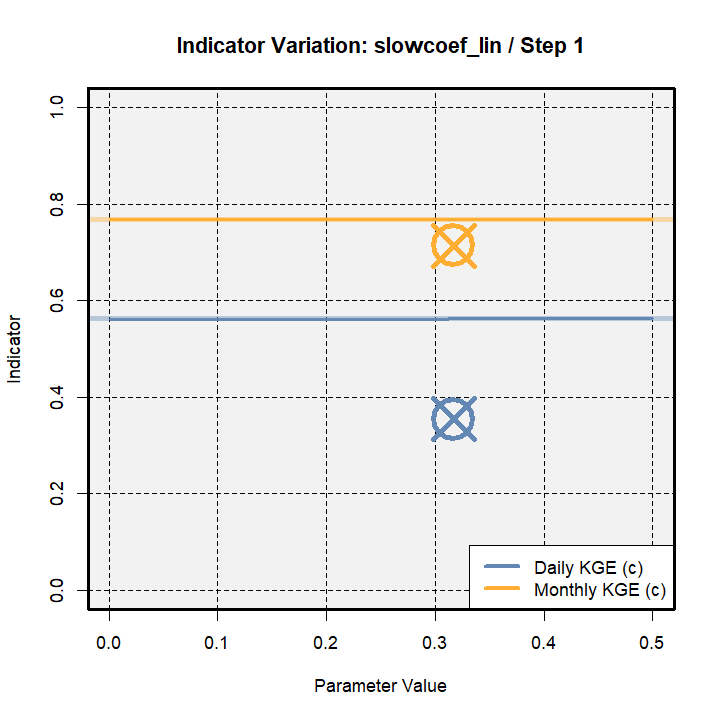 Indicator Variation: slowcoef_lin / Step 1
Indicator
1.0
0.8
0.6
0.4
0.2
0.0
Daily KGE (c)
Monthly KGE (c)
0.0 0.1 0.2 0.3 0.4 0.5
Parameter Value